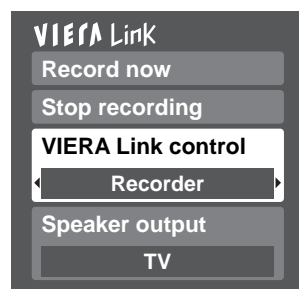 VIERA Link
Record now
Stop recording
VIERA Link control
Recorder
Speaker output
TV